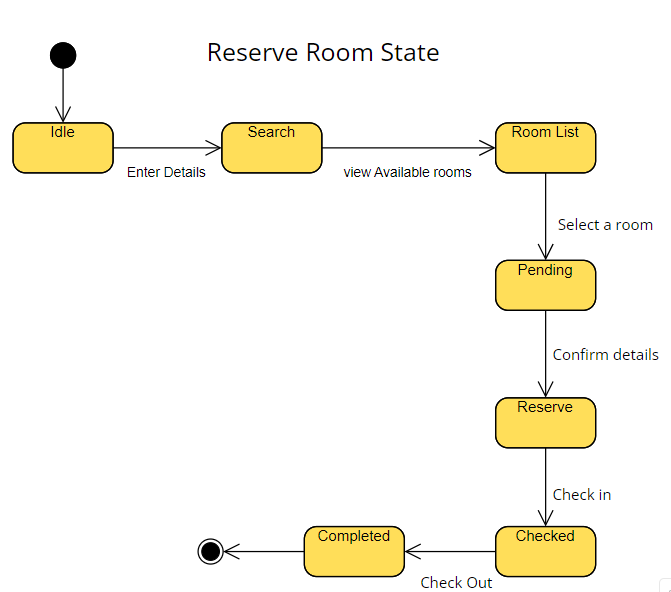 Reserve Room State
Idle
Search
Room List
Enter Details
view Available rooms
Select a room
Pending
Confirm details
Reserve
Check in
Completed
Checked
Check Out